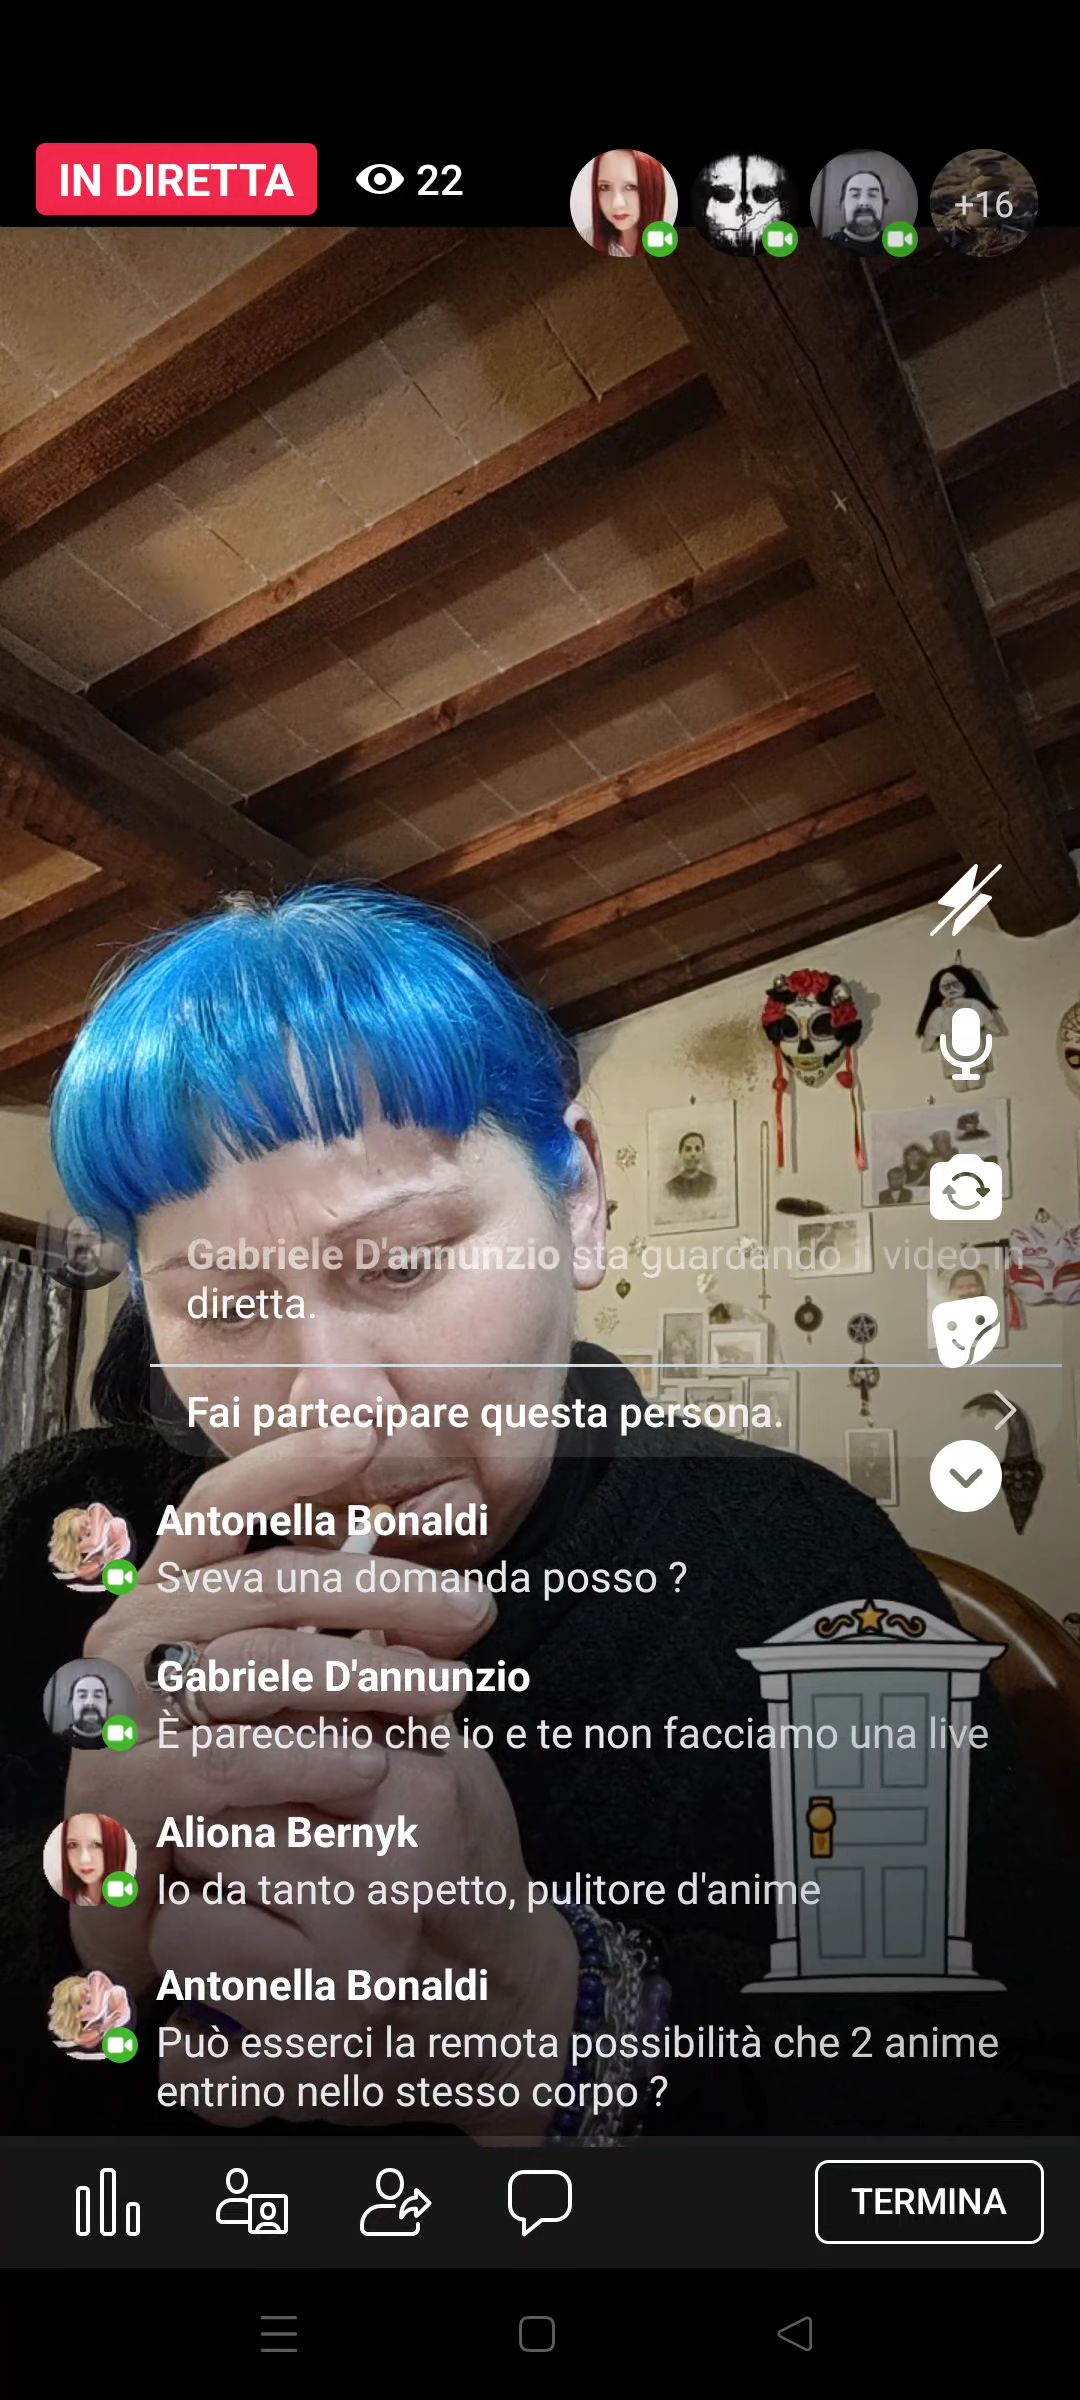 IN DIRETTA
22
+16
Gabriele D'annunzio sta guardando il video in
diretta.
Fai partecipare questa persona.
Antonella Bonaldi
Sveva una domanda posso ?
Gabriele D'annunzio
È parecchio che io e te non facciamo una live
Aliona Bernyk
Io da tanto aspetto, pulitore d'anime
Antonella Bonaldi
Può esserci la remota possibilità che 2 anime
entrino nello stesso corpo ?
TERMINA